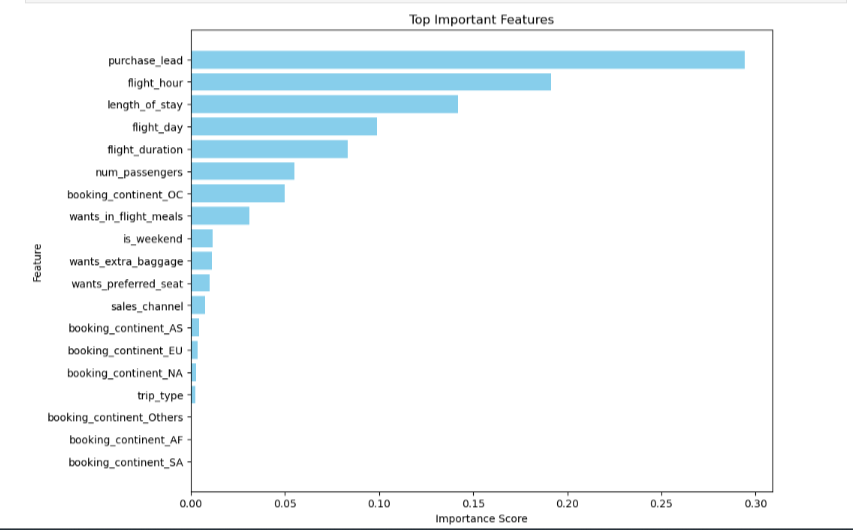 Top Important Features
purchase_lead
flight_hour
length_of_stay
flight_day
flight_duration
num_passengers
booking_continent_OC
wants_in_flight_meals
is_weekend
wants_extra_baggage
wants_preferred_seat
sales_channel
booking_continent_AS
booking_continent_EU
booking_continent_NA
trip_type
booking_continent_Others
booking_continent_AF
booking_continent_SA
Feature
0.00 0.05 0.10 0.15 0.20 0.25 0.30
Importance Score